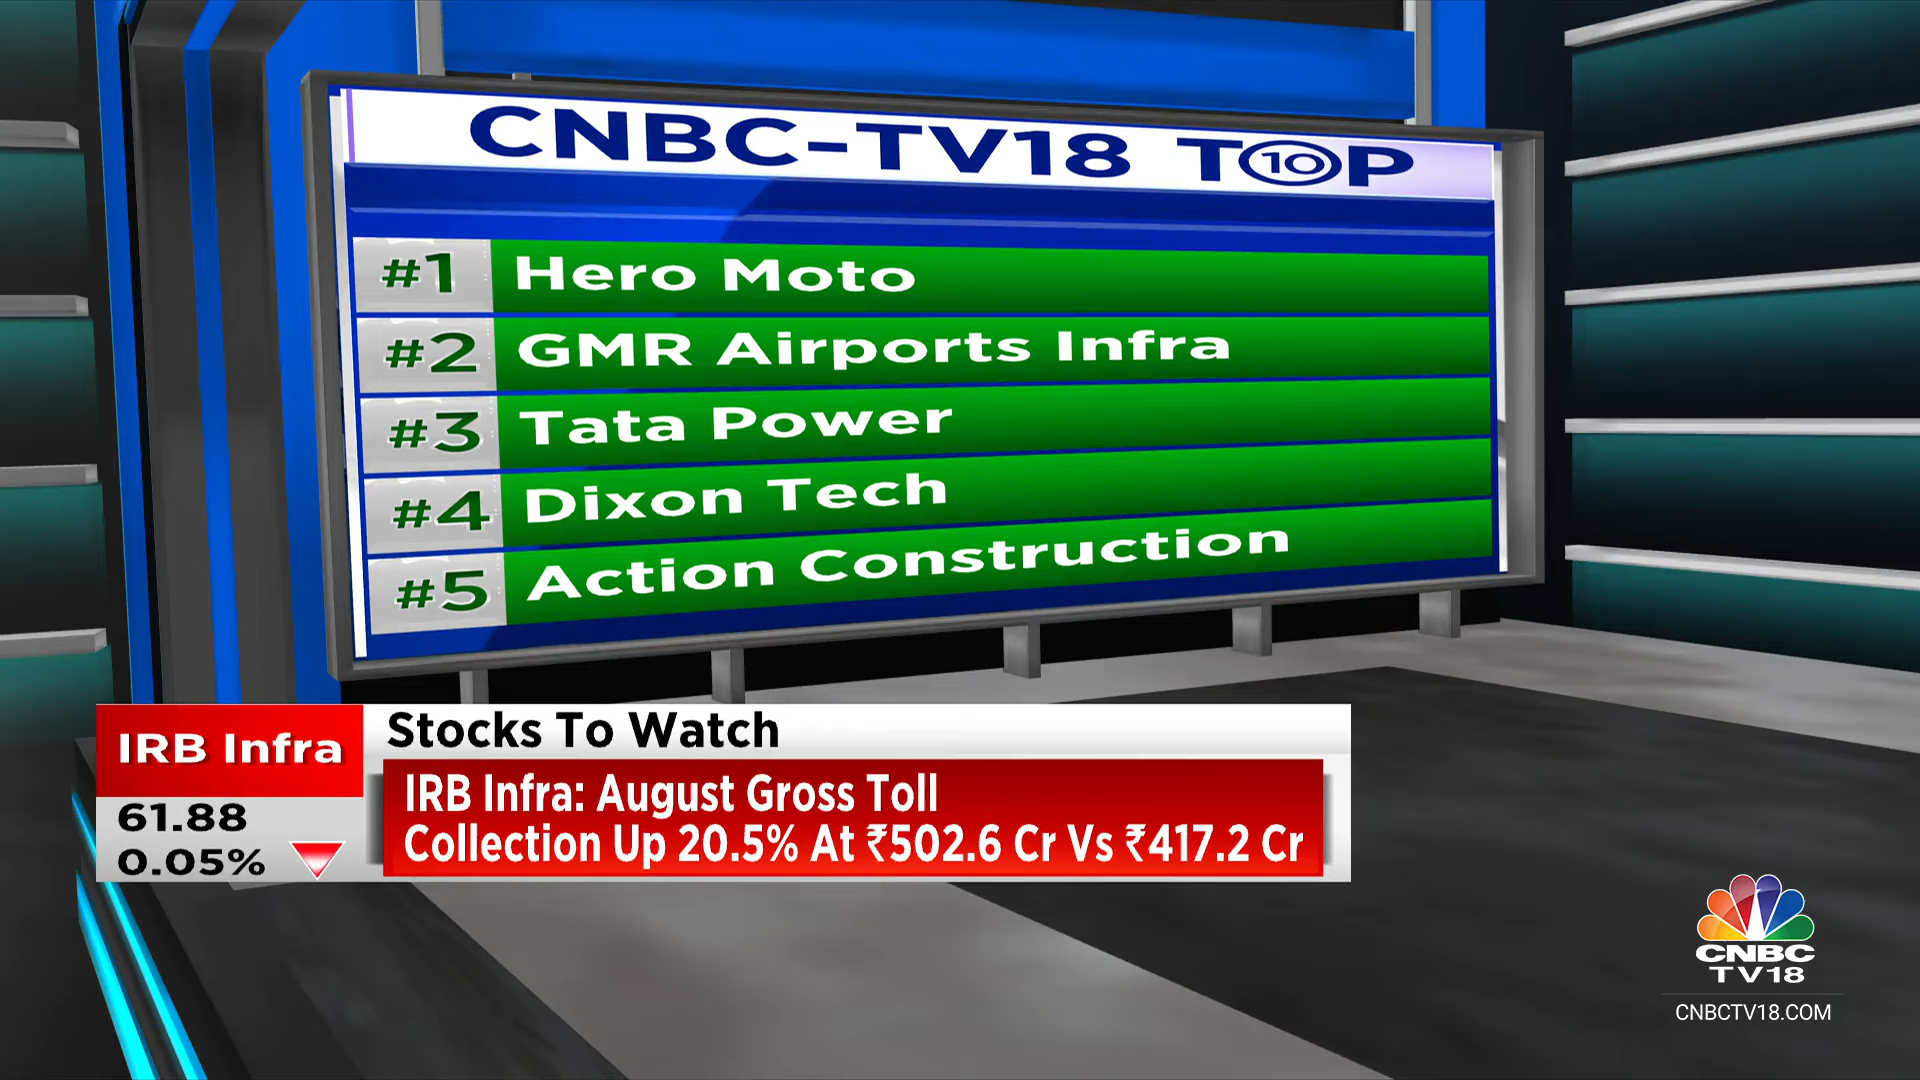 CNBC-TV18 TOP 10
#1 Hero Moto
#2 GMR Airports Infra
#3 Tata Power
#4 Dixon Tech
#5 Action Construction
IRB Infra
61.88
0.05%
Stocks To Watch
IRB Infra: August Gross Toll
Collection Up 20.5% At ₹502.6 Cr Vs ₹417.2 Cr
CNBC
TV18
CNBCTV18.COM